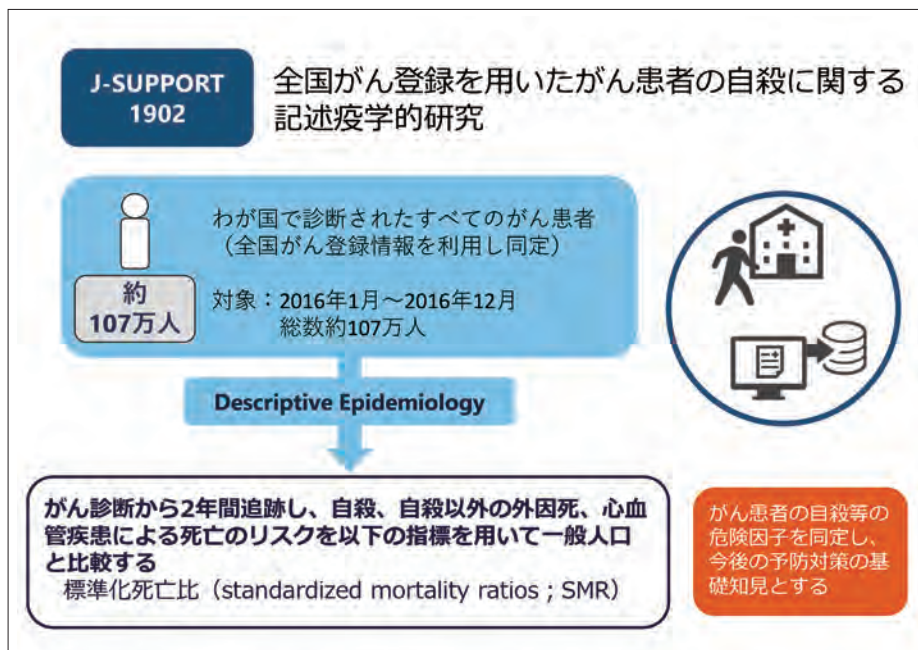 J-SUPPORT
1902
全国がん登録を用いたがん患者の自殺に関する
記述疫学的研究
わが国で診断されたすべてのがん患者
（全国がん登録情報を利用し同定）
約
107万人
対象：2016年1月～2016年12月
総数約107万人
Descriptive Epidemiology
がん診断から2年間追跡し、自殺、自殺以外の外因死、心血
管疾患による死亡のリスクを以下の指標を用いて一般人口
と比較する
標準化死亡比（standardized mortality ratios；SMR）
がん患者の自殺等の
危険因子を同定し、
今後の予防対策の基
礎知見とする